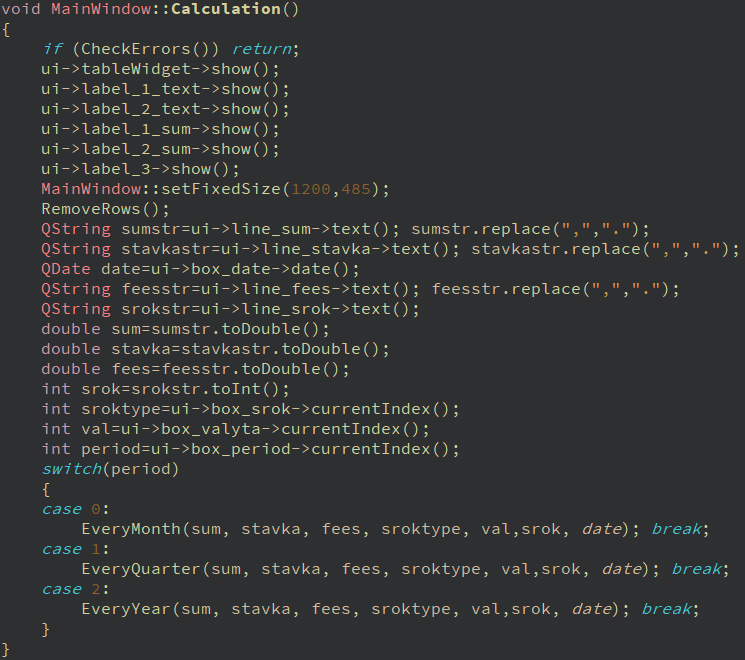 void MainWindow::Calculation()
{
    if (CheckErrors()) return;
    ui->tableWidget->show();
    ui->label_1_text->show();
    ui->label_2_text->show();
    ui->label_1_sum->show();
    ui->label_2_sum->show();
    ui->label_3->show();
    MainWindow::setFixedSize(1200,485);
    RemoveRows();
    QString sumstr=ui->line_sum->text(); sumstr.replace(",",".");
    QString stavkastr=ui->line_stavka->text(); stavkastr.replace(",",".");
    QDate date=ui->box_date->date();
    QString feesstr=ui->line_fees->text(); feesstr.replace(",",".");
    QString srokstr=ui->line_srok->text();
    double sum=sumstr.toDouble();
    double stavka=stavkastr.toDouble();
    double fees=feesstr.toDouble();
    int srok=srokstr.toInt();
    int sroktype=ui->box_srok->currentIndex();
    int val=ui->box_valyta->currentIndex();
    int period=ui->box_period->currentIndex();
    switch(period)
    {
    case 0:
        EveryMonth(sum, stavka, fees, sroktype, val,srok, date); break;
    case 1:
        EveryQuarter(sum, stavka, fees, sroktype, val,srok, date); break;
    case 2:
        EveryYear(sum, stavka, fees, sroktype, val,srok, date); break;
    }
}